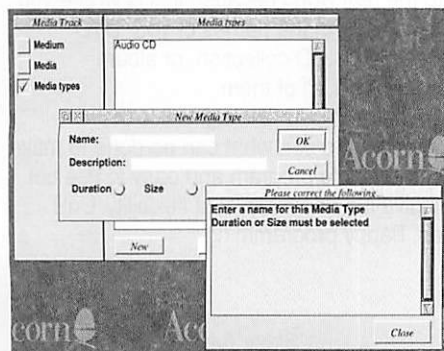 Media Track
Media types
Medium
Media
Media types
Audio CD
New Media Type
Name:
OK
Description:
Cancel
Duration
Size
New
Please correct the following...
Enter a name for this Media Type
Duration or Size must be selected
Close
Acorn
corn
Ac